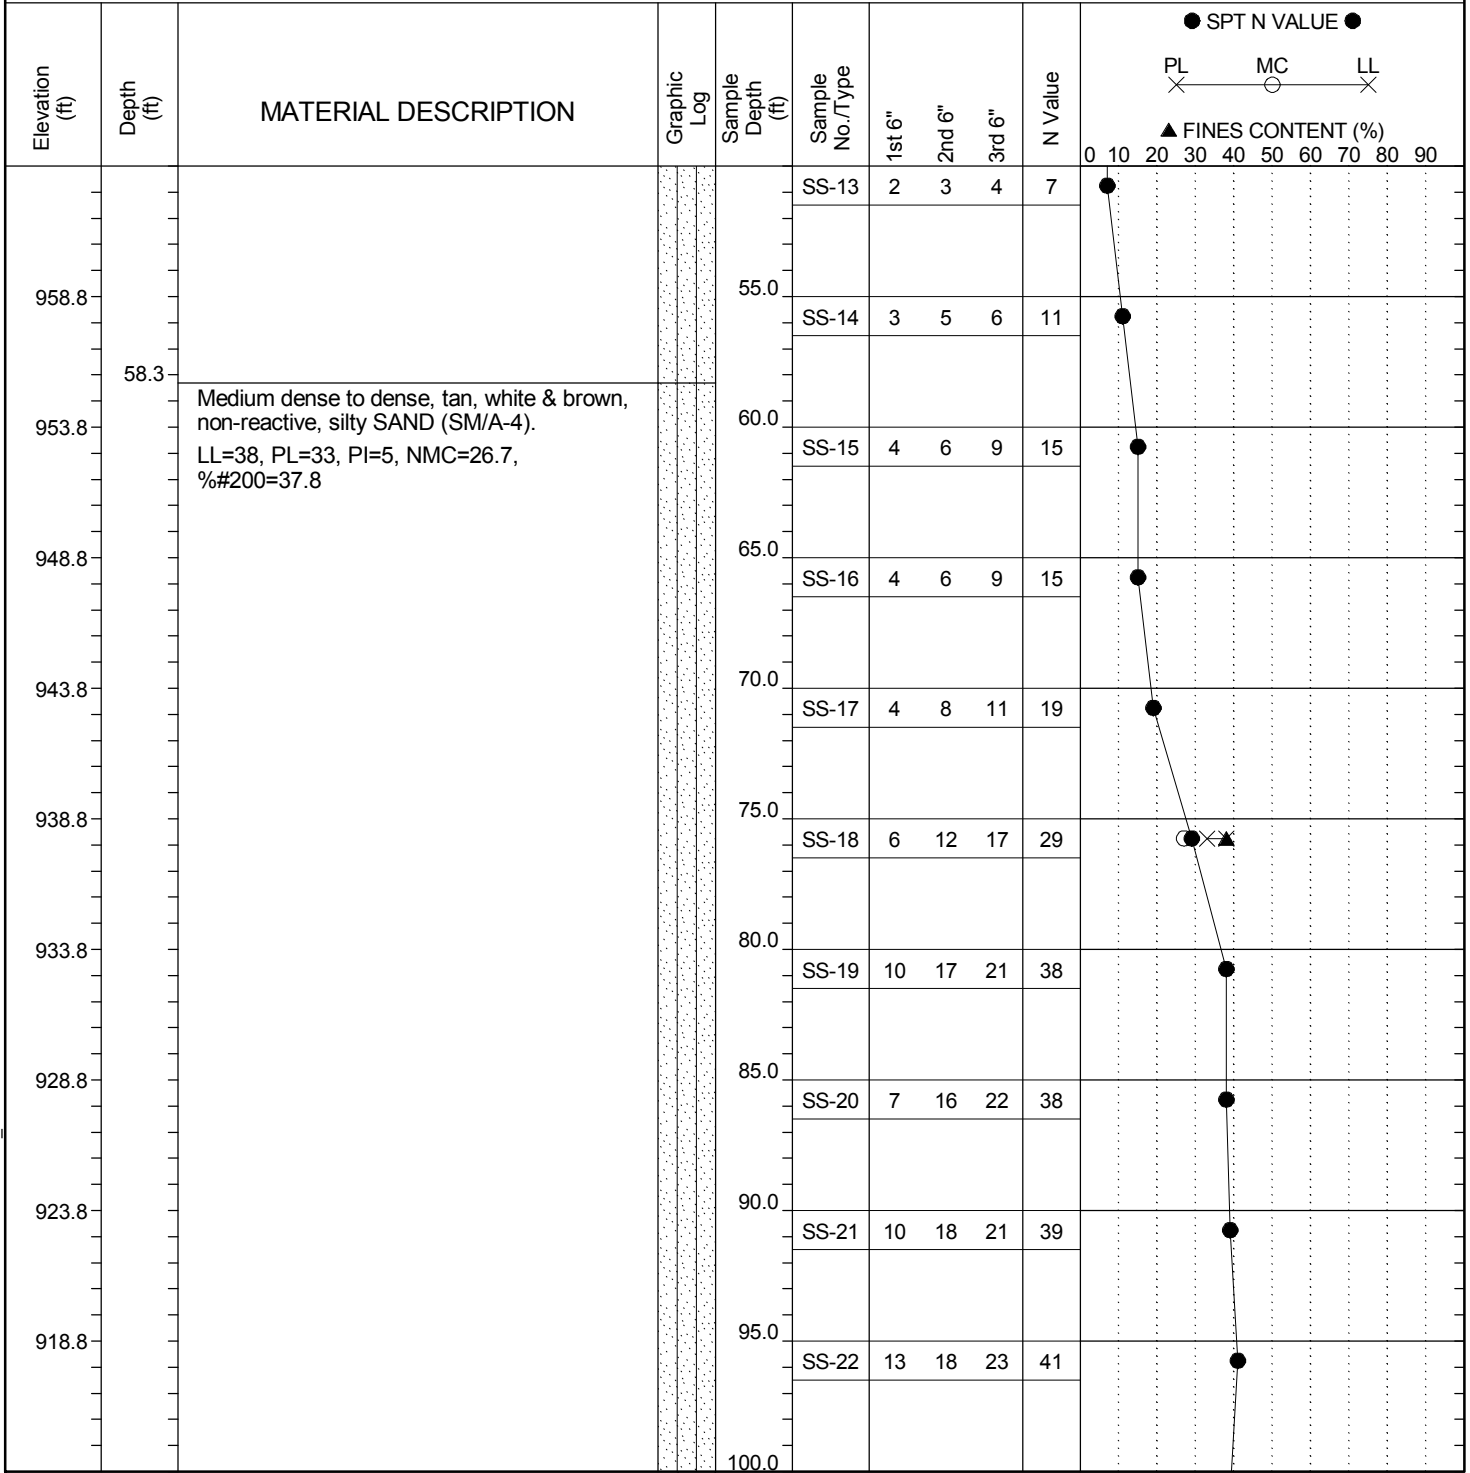 ● SPT N VALUE ●
PL MC LL
▲ FINES CONTENT (%)
Elevation (ft) Depth (ft) MATERIAL DESCRIPTION Graphic Log Sample Depth (ft) Sample No./Type 1st 6" 2nd 6" 3rd 6" N Value
0 10 20 30 40 50 60 70 80 90
SS-13 2 3 4 7
958.8 55.0
SS-14 3 5 6 11
58.3
Medium dense to dense, tan, white & brown,
non-reactive, silty SAND (SM/A-4).
953.8 60.0
LL=38, PL=33, PI=5, NMC=26.7,
%#200=37.8
SS-15 4 6 9 15
948.8 65.0
SS-16 4 6 9 15
943.8 70.0
SS-17 4 8 11 19
938.8 75.0
SS-18 6 12 17 29
933.8 80.0
SS-19 10 17 21 38
928.8 85.0
SS-20 7 16 22 38
923.8 90.0
SS-21 10 18 21 39
918.8 95.0
SS-22 13 18 23 41
100.0